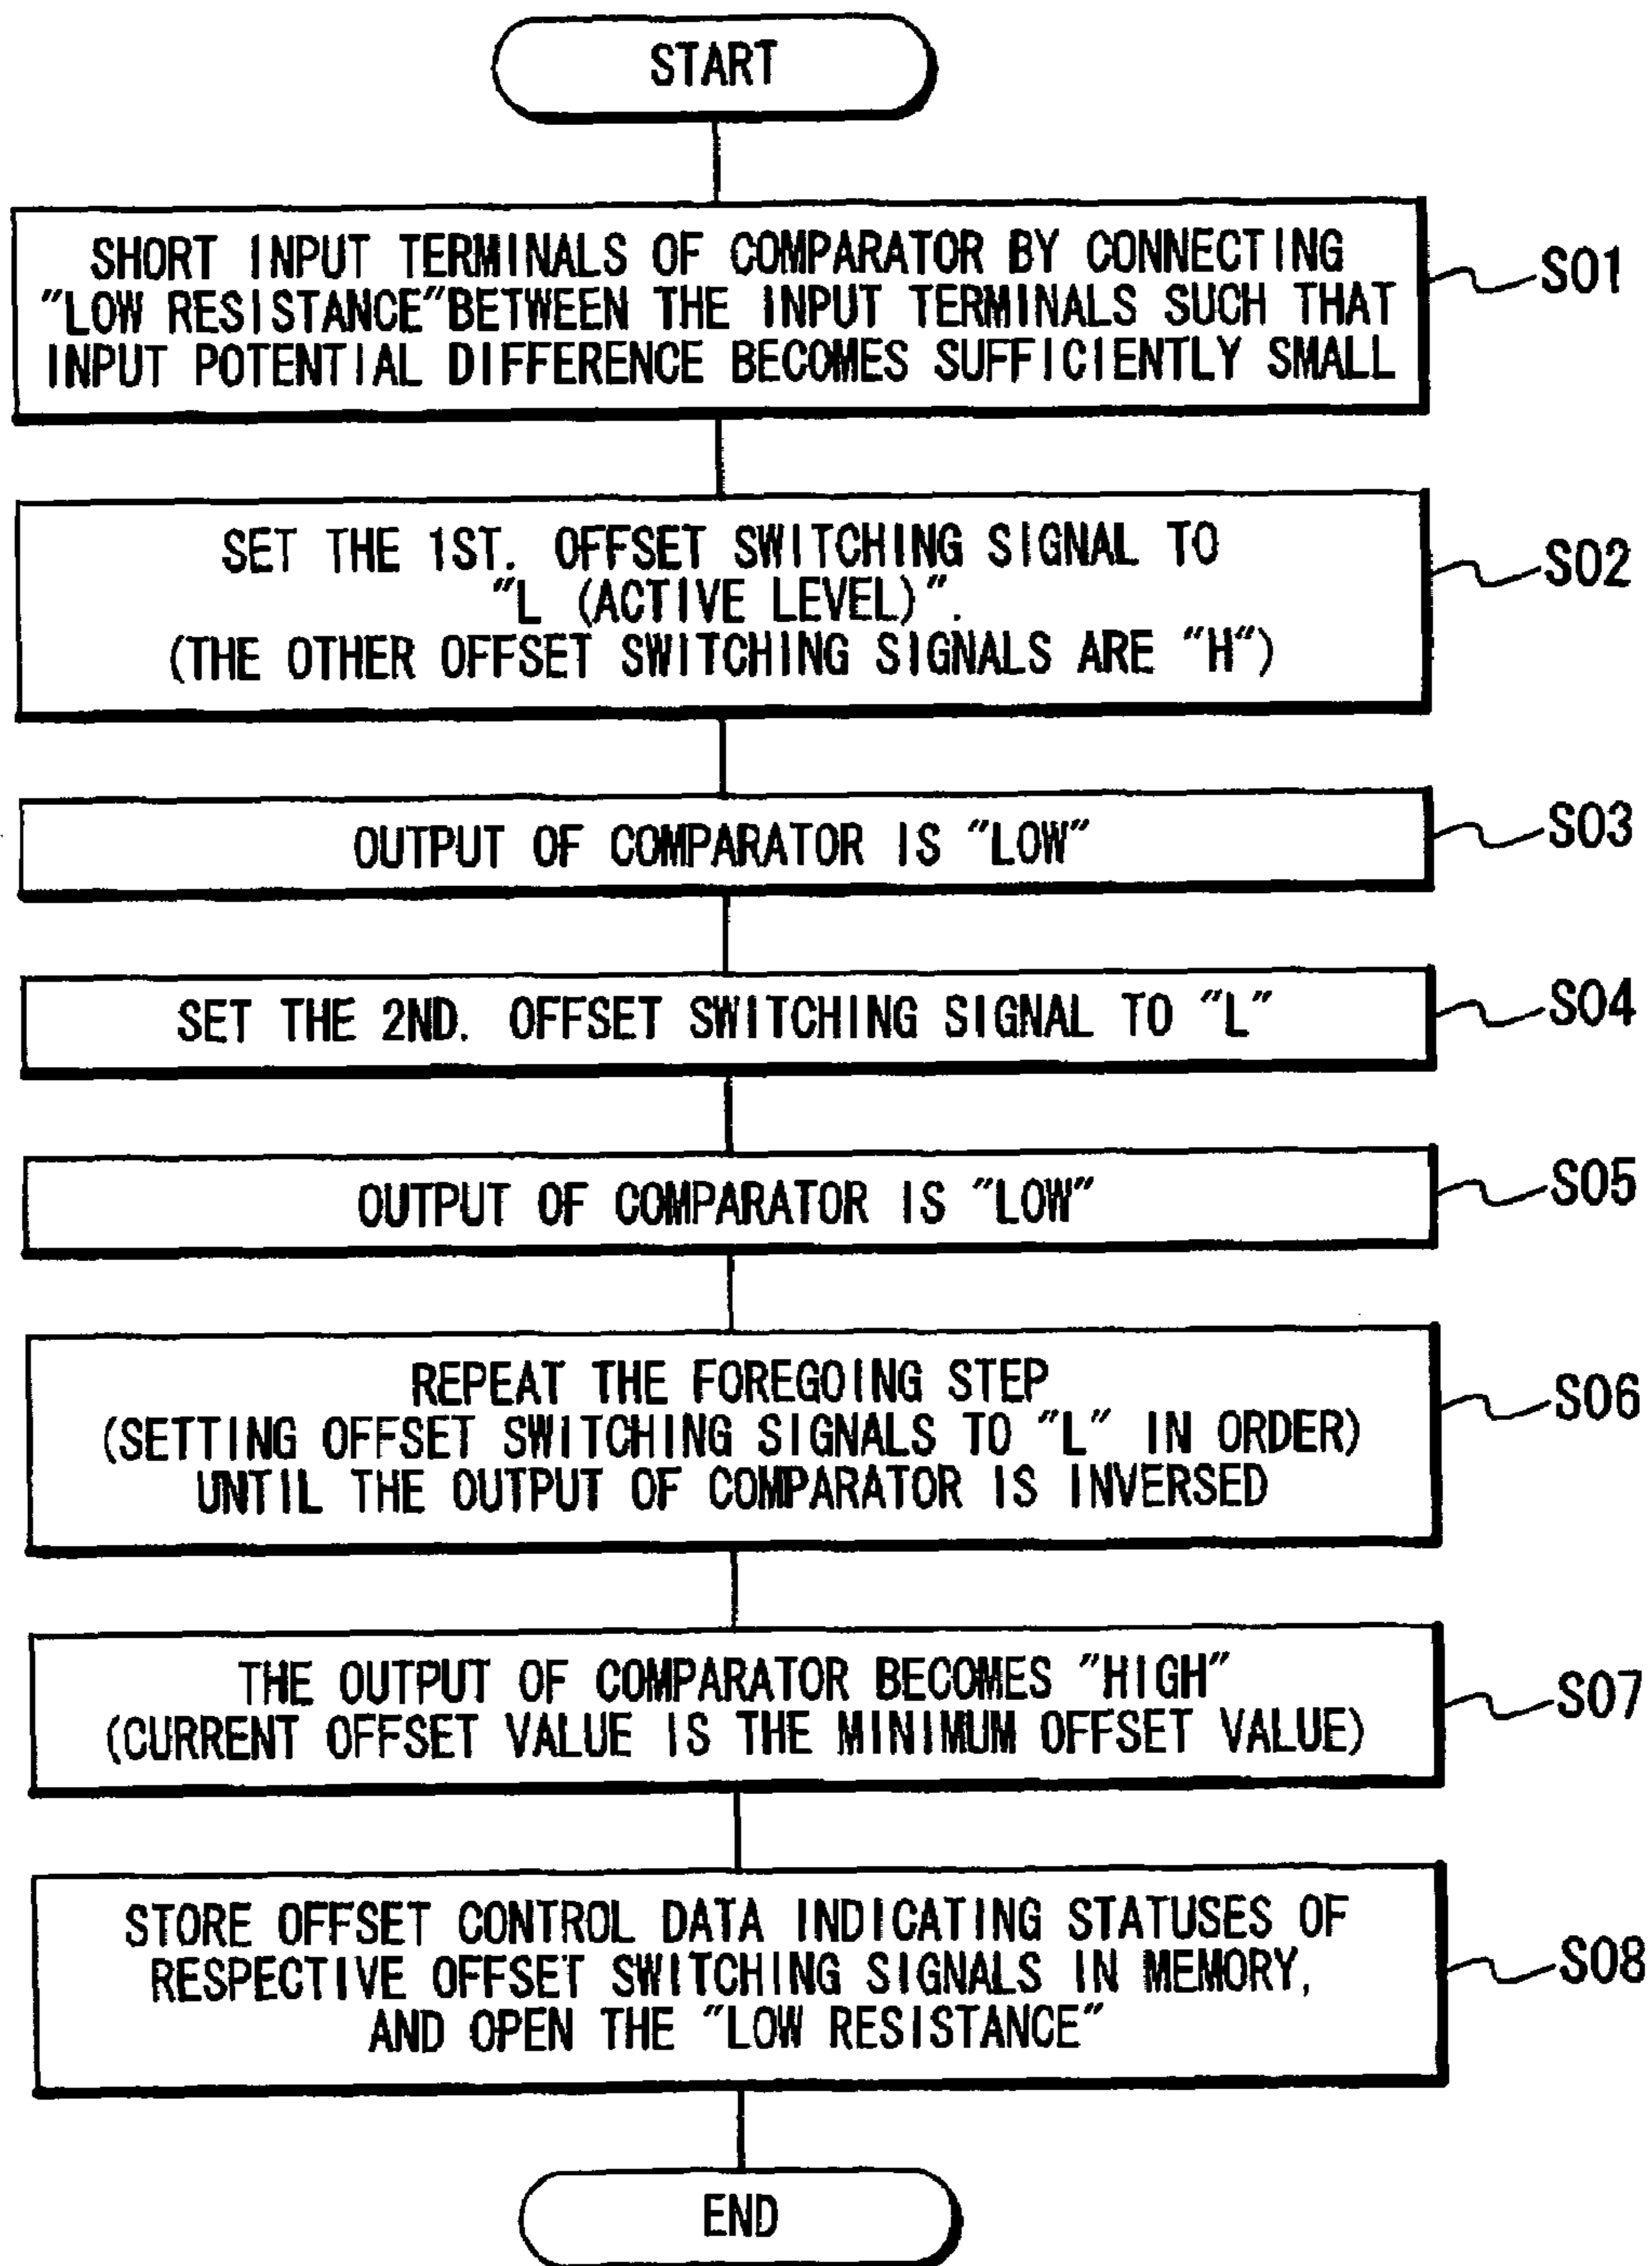 START
SHORT INPUT TERMINALS OF COMPARATOR BY CONNECTING
"LOW RESISTANCE"BETWEEN THE INPUT TERMINALS SUCH THAT
INPUT POTENTIAL DIFFERENCE BECOMES SUFFICIENTLY SMALL
S01
SET THE 1ST. OFFSET SWITCHING SIGNAL TO
"L (ACTIVE LEVEL)".
(THE OTHER OFFSET SWITCHING SIGNALS ARE "H")
S02
OUTPUT OF COMPARATOR IS "LOW"
S03
SET THE 2ND. OFFSET SWITCHING SIGNAL TO "L"
S04
OUTPUT OF COMPARATOR IS "LOW"
S05
REPEAT THE FOREGOING STEP
(SETTING OFFSET SWITCHING SIGNALS TO "L" IN ORDER)
UNTIL THE OUTPUT OF COMPARATOR IS INVERSED
S06
THE OUTPUT OF COMPARATOR BECOMES "HIGH"
(CURRENT OFFSET VALUE IS THE MINIMUM OFFSET VALUE)
S07
STORE OFFSET CONTROL DATA INDICATING STATUSES OF
RESPECTIVE OFFSET SWITCHING SIGNALS IN MEMORY,
AND OPEN THE "LOW RESISTANCE"
S08
END